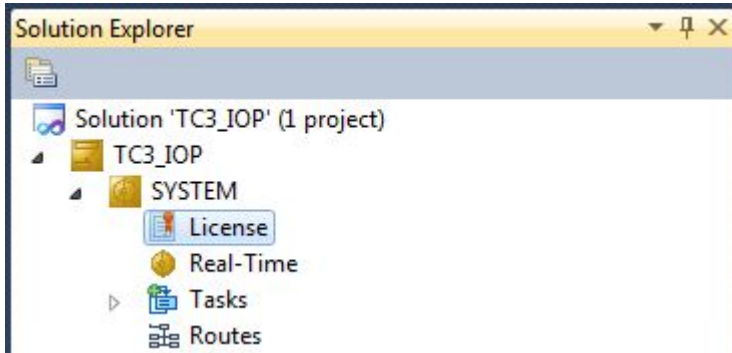 Solution Explorer
Solution 'TC3_IOP' (1 project)
TC3_IOP
SYSTEM
License
Real-Time
Tasks
Routes